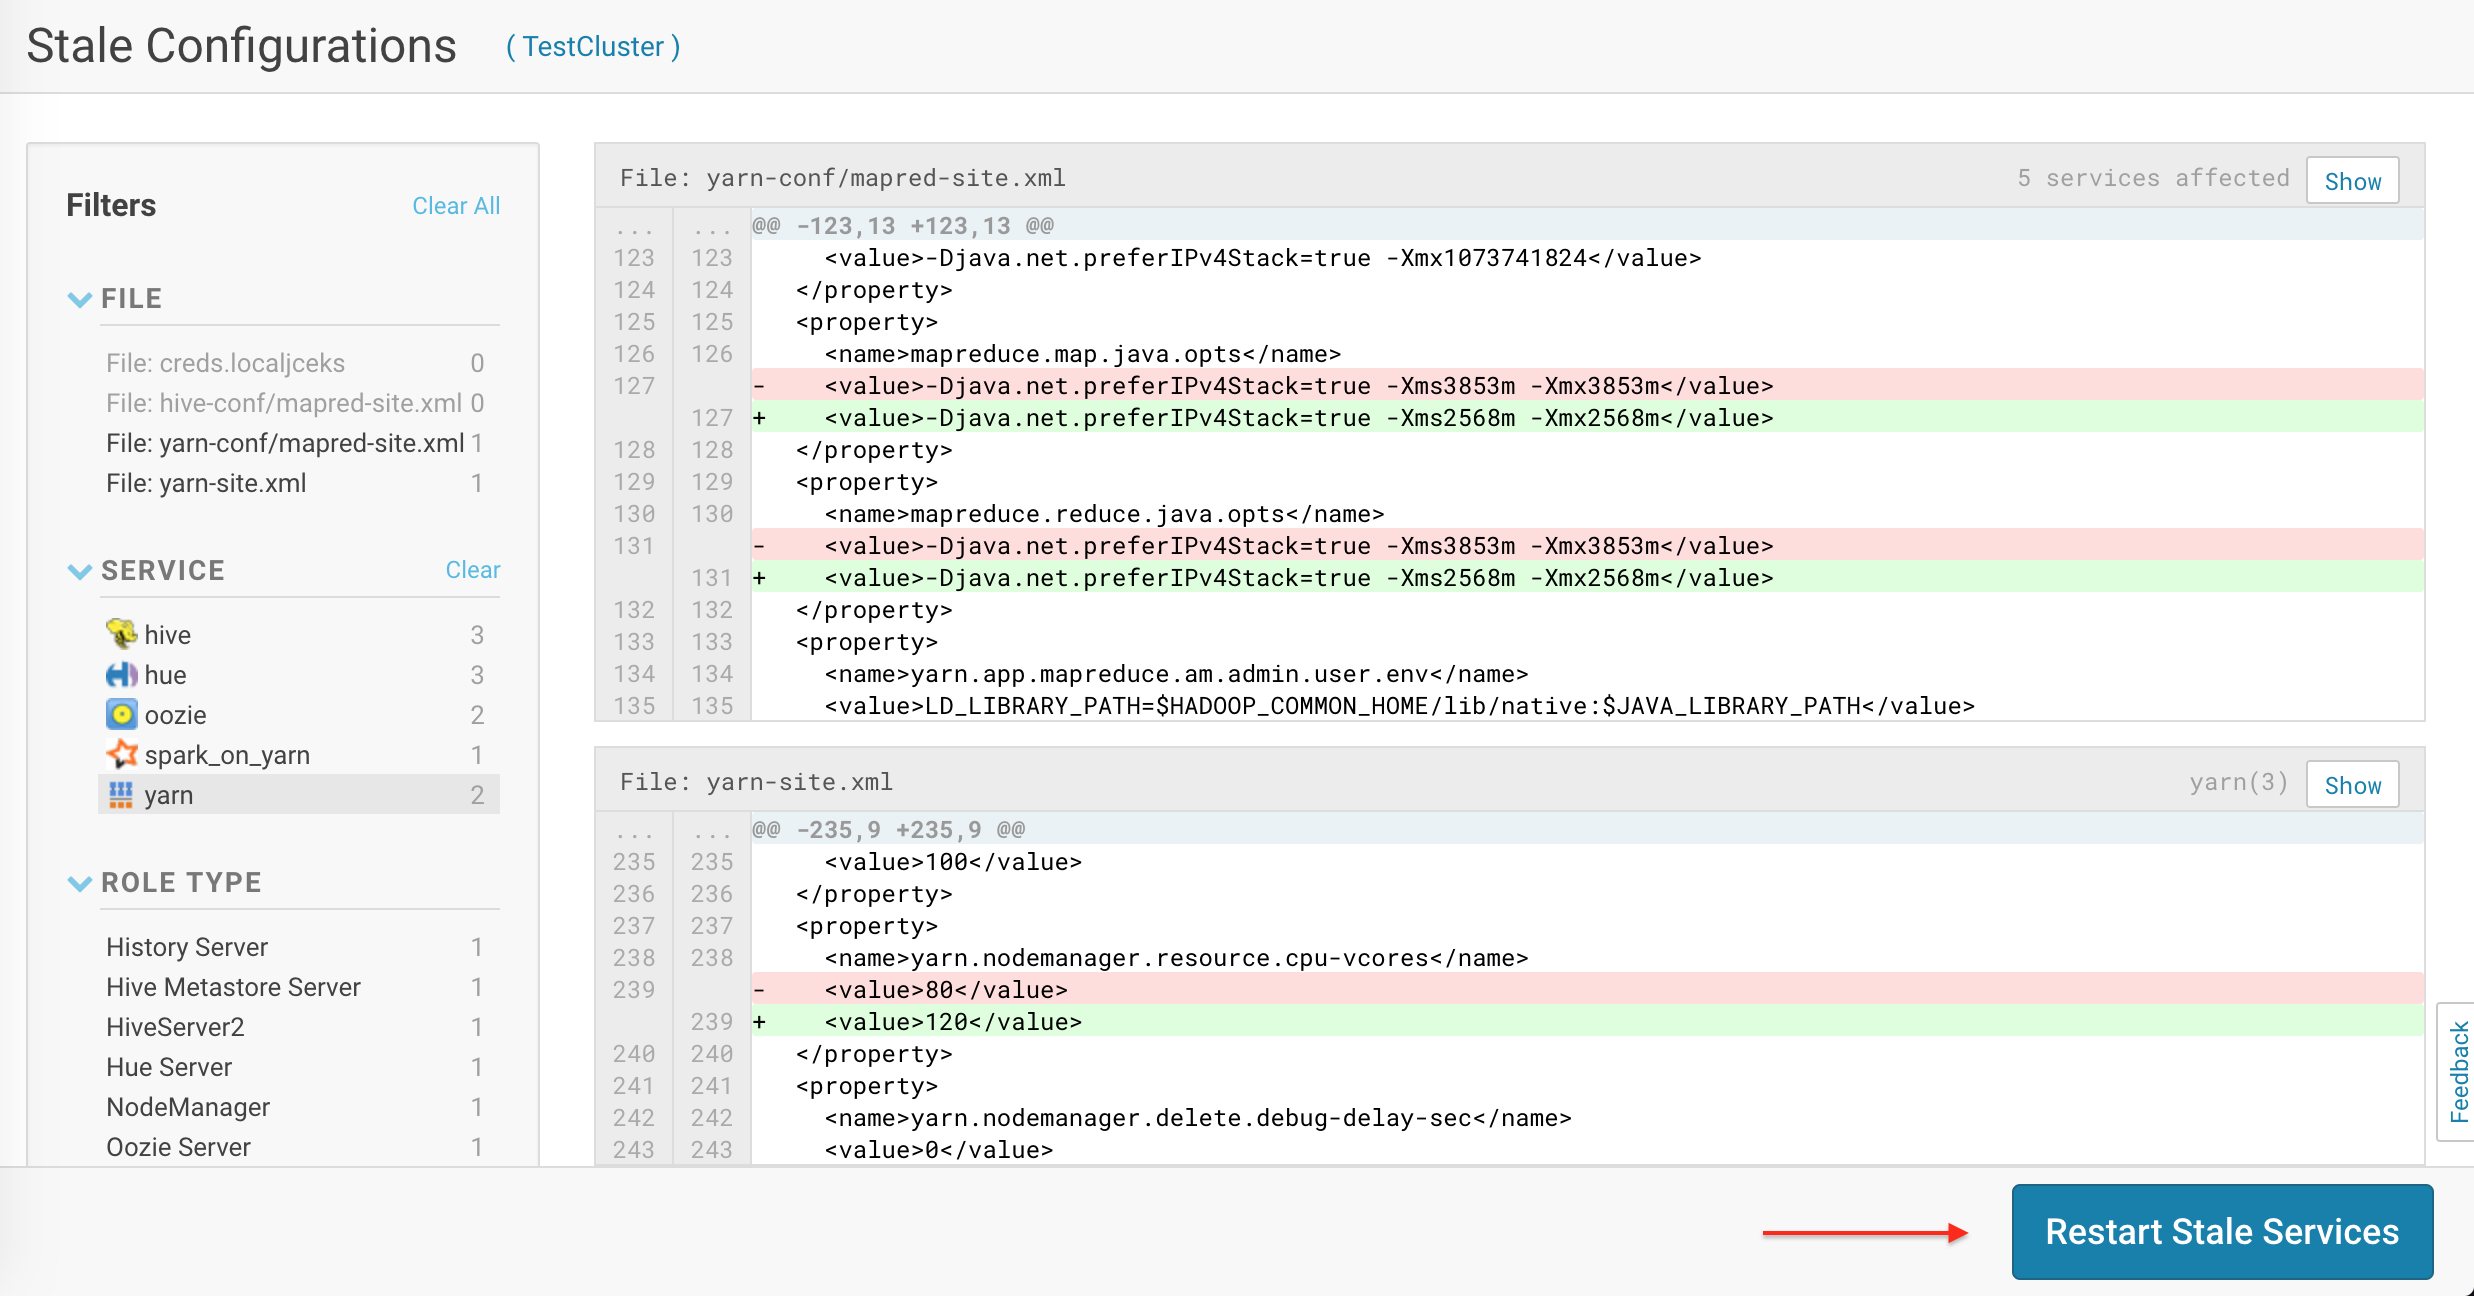 Stale Configurations ( TestCluster )
Filters Clear All
FILE
File: creds.localjceks 0
File: hive-conf/mapred-site.xml 0
File: yarn-conf/mapred-site.xml 1
File: yarn-site.xml 1
SERVICE Clear
hive 3
hue 3
oozie 2
spark_on_yarn 1
yarn 2
ROLE TYPE
History Server 1
Hive Metastore Server 1
HiveServer2 1
Hue Server 1
NodeManager 1
Oozie Server 1
File: yarn-conf/mapred-site.xml 5 services affected Show
... ... @@ -123,13 +123,13 @@
123 123 <value>-Djava.net.preferIPv4Stack=true -Xmx1073741824</value>
124 124 </property>
125 125 <property>
126 126 <name>mapreduce.map.java.opts</name>
127 - <value>-Djava.net.preferIPv4Stack=true -Xms3853m -Xmx3853m</value>
127 + <value>-Djava.net.preferIPv4Stack=true -Xms2568m -Xmx2568m</value>
128 128 </property>
129 129 <property>
130 130 <name>mapreduce.reduce.java.opts</name>
131 - <value>-Djava.net.preferIPv4Stack=true -Xms3853m -Xmx3853m</value>
131 + <value>-Djava.net.preferIPv4Stack=true -Xms2568m -Xmx2568m</value>
132 132 </property>
133 133 <property>
134 134 <name>yarn.app.mapreduce.am.admin.user.env</name>
135 135 <value>LD_LIBRARY_PATH=$HADOOP_COMMON_HOME/lib/native:$JAVA_LIBRARY_PATH</value>
File: yarn-site.xml yarn(3) Show
... ... @@ -235,9 +235,9 @@
235 235 <value>100</value>
236 236 </property>
237 237 <property>
238 238 <name>yarn.nodemanager.resource.cpu-vcores</name>
239 - <value>80</value>
239 + <value>120</value>
240 240 </property>
241 241 <property>
242 242 <name>yarn.nodemanager.delete.debug-delay-sec</name>
243 243 <value>0</value>
Feedback
Restart Stale Services